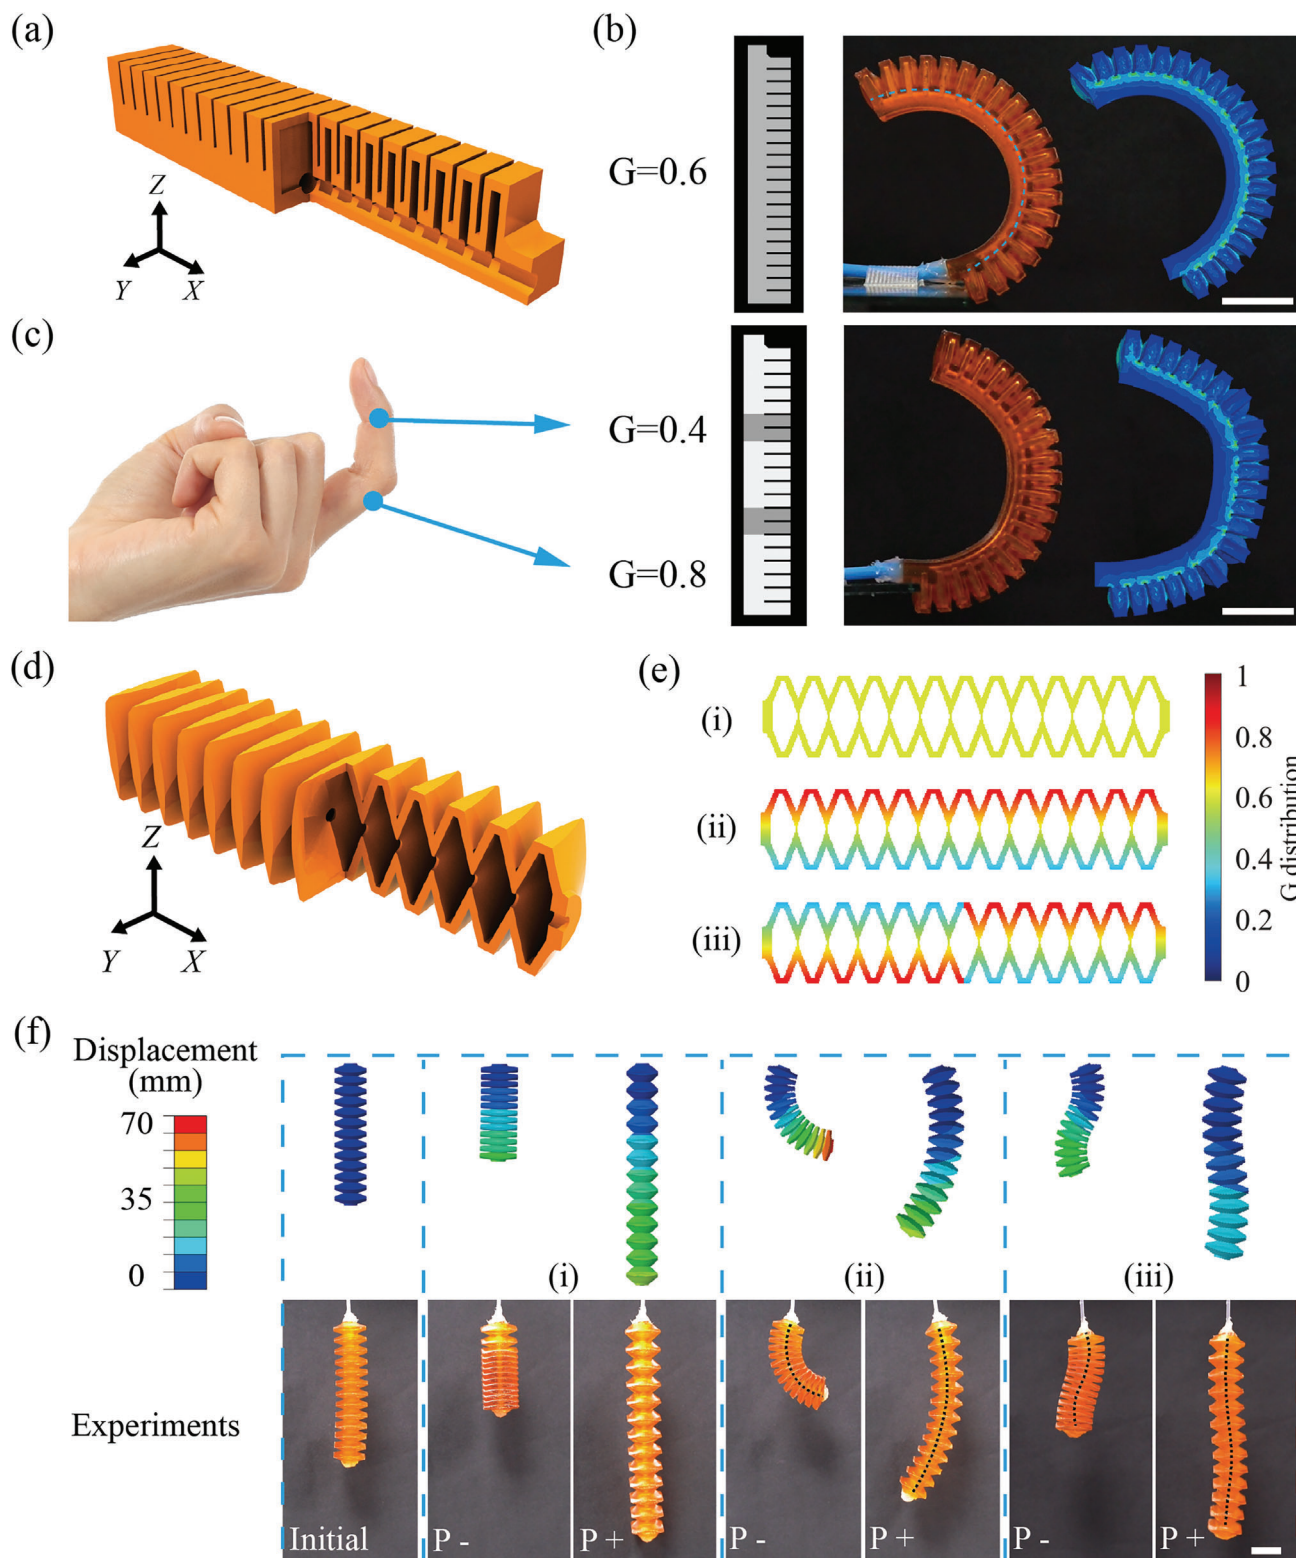 (a)
(b)
Z
Y
X
G=0.6
(c)
G=0.4
G=0.8
(d)
Z
Y
X
(e)
(i)
(ii)
(iii)
1
0.8
0.6
0.4
0.2
0
G distribution
(f)
Displacement
(mm)
70
35
0
(i)
(ii)
(iii)
Experiments
Initial
P -
P +
P -
P +
P -
P +